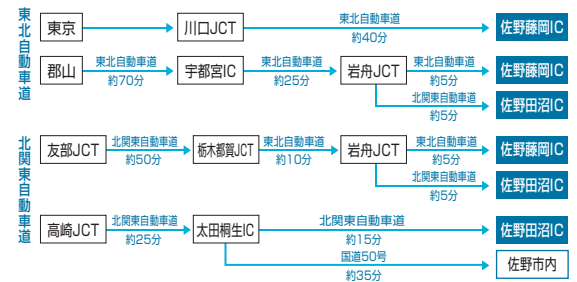 東北自動車道
東京
川口JCT
東北自動車道
約40分
佐野藤岡IC
郡山
東北自動車道
約70分
宇都宮IC
東北自動車道
約25分
岩舟JCT
東北自動車道
約5分
佐野藤岡IC
北関東自動車道
約5分
佐野田沼IC
北関東自動車道
友部JCT
北関東自動車道
約50分
栃木都賀JCT
東北自動車道
約10分
岩舟JCT
東北自動車道
約5分
佐野藤岡IC
北関東自動車道
約5分
佐野田沼IC
高崎JCT
北関東自動車道
約25分
太田桐生IC
北関東自動車道
約15分
佐野田沼IC
国道50号
約35分
佐野市内